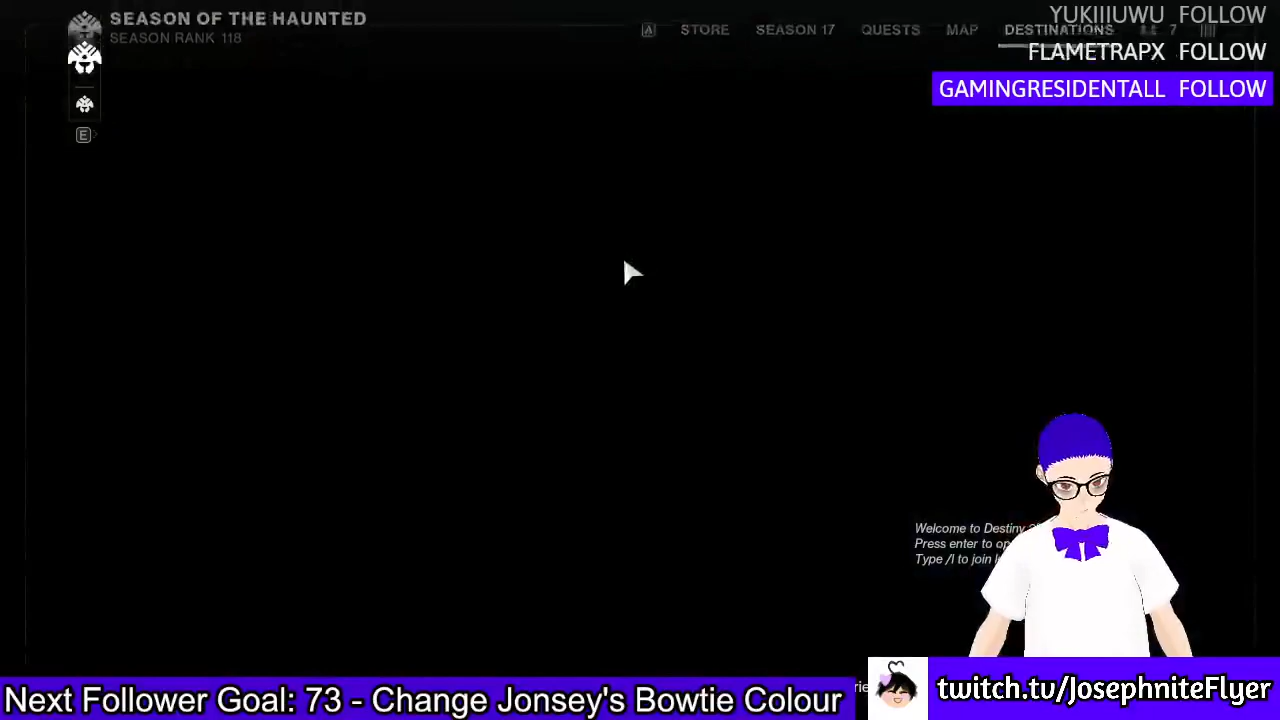 SEASON OF THE HAUNTED
SEASON RANK 118
A STORE SEASON 17 QUESTS MAP DESTINATIONS 7
YUKIIIUWU FOLLOW
FLAMETRAPX FOLLOW
GAMINGRESIDENTALL FOLLOW
E
Welcome to Destiny
Press enter to
Type /l to join
Next Follower Goal: 73 - Change Jonsey's Bowtie Colour
twitch.tv/JosephniteFlyer